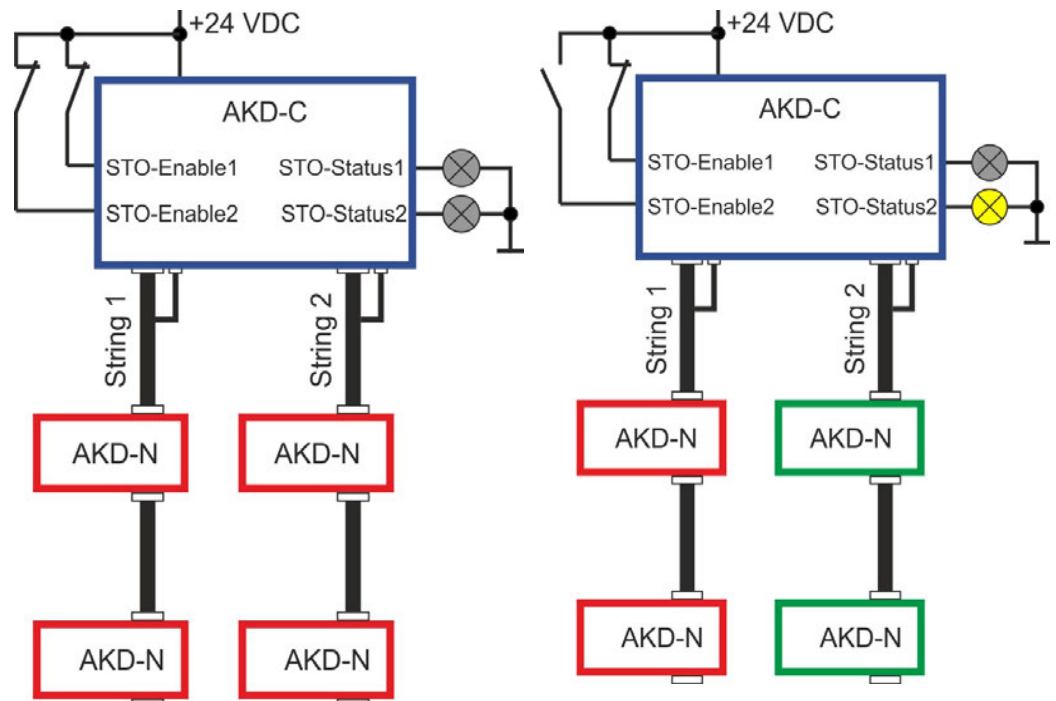 +24 VDC
AKD-C
STO-Enable1 STO-Status1
STO-Enable2 STO-Status2
String 1
String 2
AKD-N AKD-N
AKD-N AKD-N
+24 VDC
AKD-C
STO-Enable1 STO-Status1
STO-Enable2 STO-Status2
String 1
String 2
AKD-N AKD-N
AKD-N AKD-N